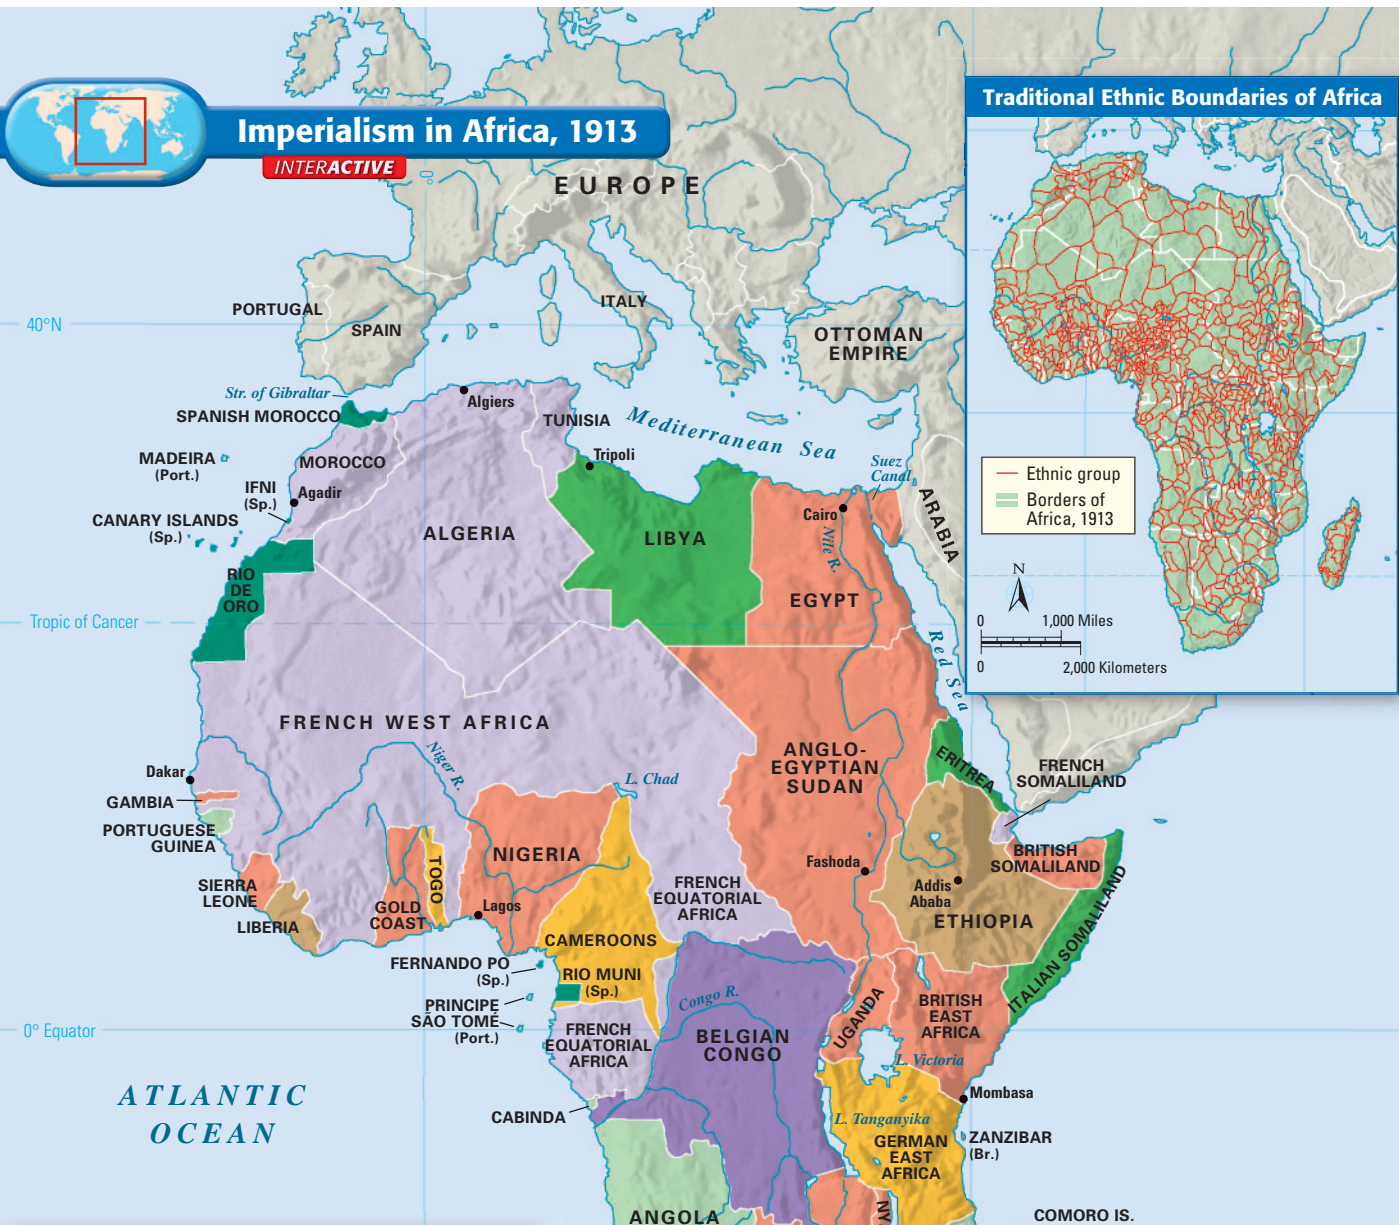 Imperialism in Africa, 1913
INTERACTIVE
Traditional Ethnic Boundaries of Africa
Ethnic group
Borders of
Africa, 1913
N
0
1,000 Miles
0
2,000 Kilometers
EUROPE
PORTUGAL
SPAIN
ITALY
OTTOMAN
EMPIRE
40°N
Str. of Gibraltar
SPANISH MOROCCO
Algiers
TUNISIA
Mediterranean Sea
MADEIRA
(Port.)
MOROCCO
Tripoli
Suez
Canal
IFNI
(Sp.)
Agadir
CANARY ISLANDS
(Sp.)
ALGERIA
LIBYA
Cairo
Nile R.
ARABIA
RIO
DE
ORO
EGYPT
Tropic of Cancer
Red Sea
FRENCH WEST AFRICA
Niger R.
L. Chad
ANGLO-
EGYPTIAN
SUDAN
ERITREA
FRENCH
SOMALILAND
Dakar
GAMBIA
PORTUGUESE
GUINEA
SIERRA
LEONE
LIBERIA
GOLD
COAST
TOGO
NIGERIA
Lagos
FRENCH
EQUATORIAL
AFRICA
Fashoda
Addis
Ababa
ETHIOPIA
BRITISH
SOMALILAND
ITALIAN SOMALILAND
CAMEROONS
FERNANDO PO
(Sp.)
RIO MUNI
(Sp.)
PRINCIPE
SÃO TOMÉ
(Port.)
0° Equator
FRENCH
EQUATORIAL
AFRICA
Congo R.
BELGIAN
CONGO
UGANDA
BRITISH
EAST
AFRICA
L. Victoria
Mombasa
ATLANTIC
OCEAN
CABINDA
L. Tanganyika
GERMAN
EAST
AFRICA
ZANZIBAR
(Br.)
ANGOLA
NY
COMORO IS.